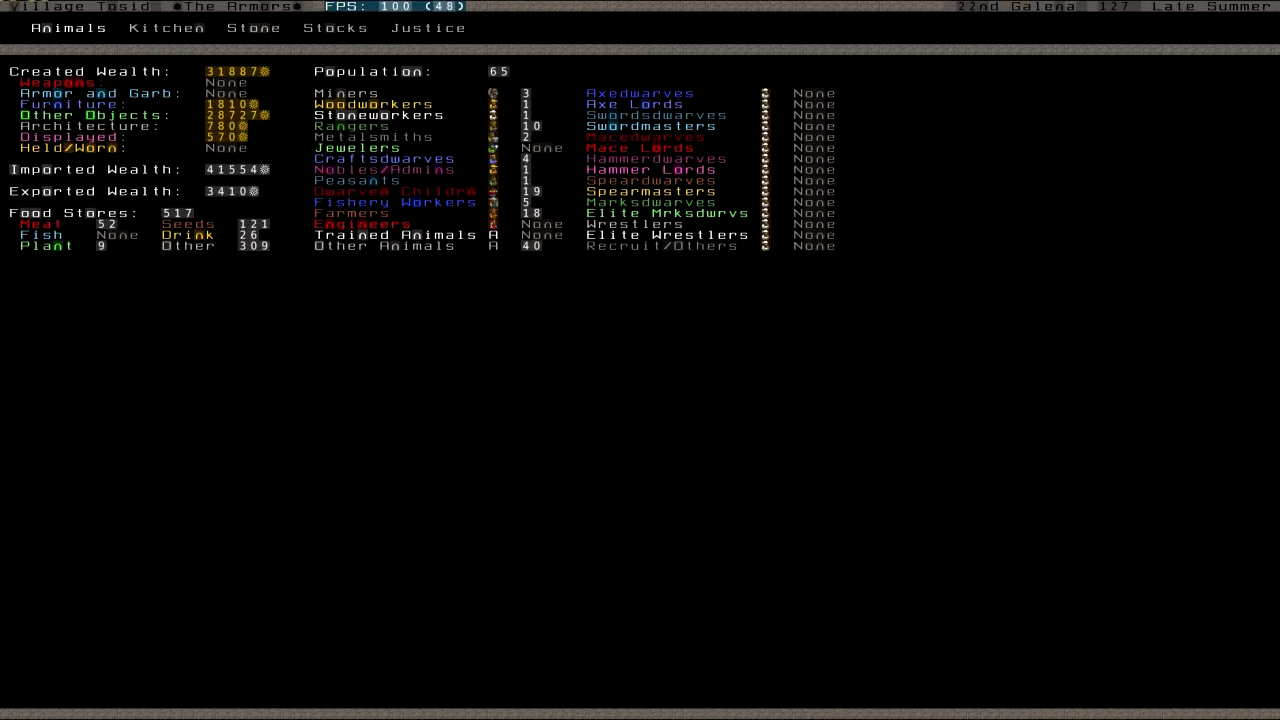 Village Tosid •The Armors• FPS: 100 (48) 22nd Galena 127 Late Summer
Animals Kitchen Stone Stocks Justice
Created Wealth: 31887☼ Population: 65
Weapons: None
Armor and Garb: None Miners 3 Axedwarves None
Furniture: 1810☼ Woodworkers 1 Axe Lords None
Other Objects: 28727☼ Stoneworkers 1 Swordsdwarves None
Architecture: 780☼ Rangers 10 Swordmasters None
Displayed: 570☼ Metalsmiths 2 Macedwarves None
Held/Worn: None Jewelers None Mace Lords None
Craftsdwarves 4 Hammerdwarves None
Imported Wealth: 41554☼ Nobles/Admins 1 Hammer Lords None
Peasants 1 Speardwarves None
Exported Wealth: 3410☼ Dwarven Childrn 19 Spearmasters None
Fishery Workers 5 Marksdwarves None
Food Stores: 517 Farmers 18 Elite Mrksdwrvs None
Meat 52 Seeds 121 Engineers None Wrestlers None
Fish None Drink 26 Trained Animals A None Elite Wrestlers None
Plant 9 Other 309 Other Animals A 40 Recruit/Others None